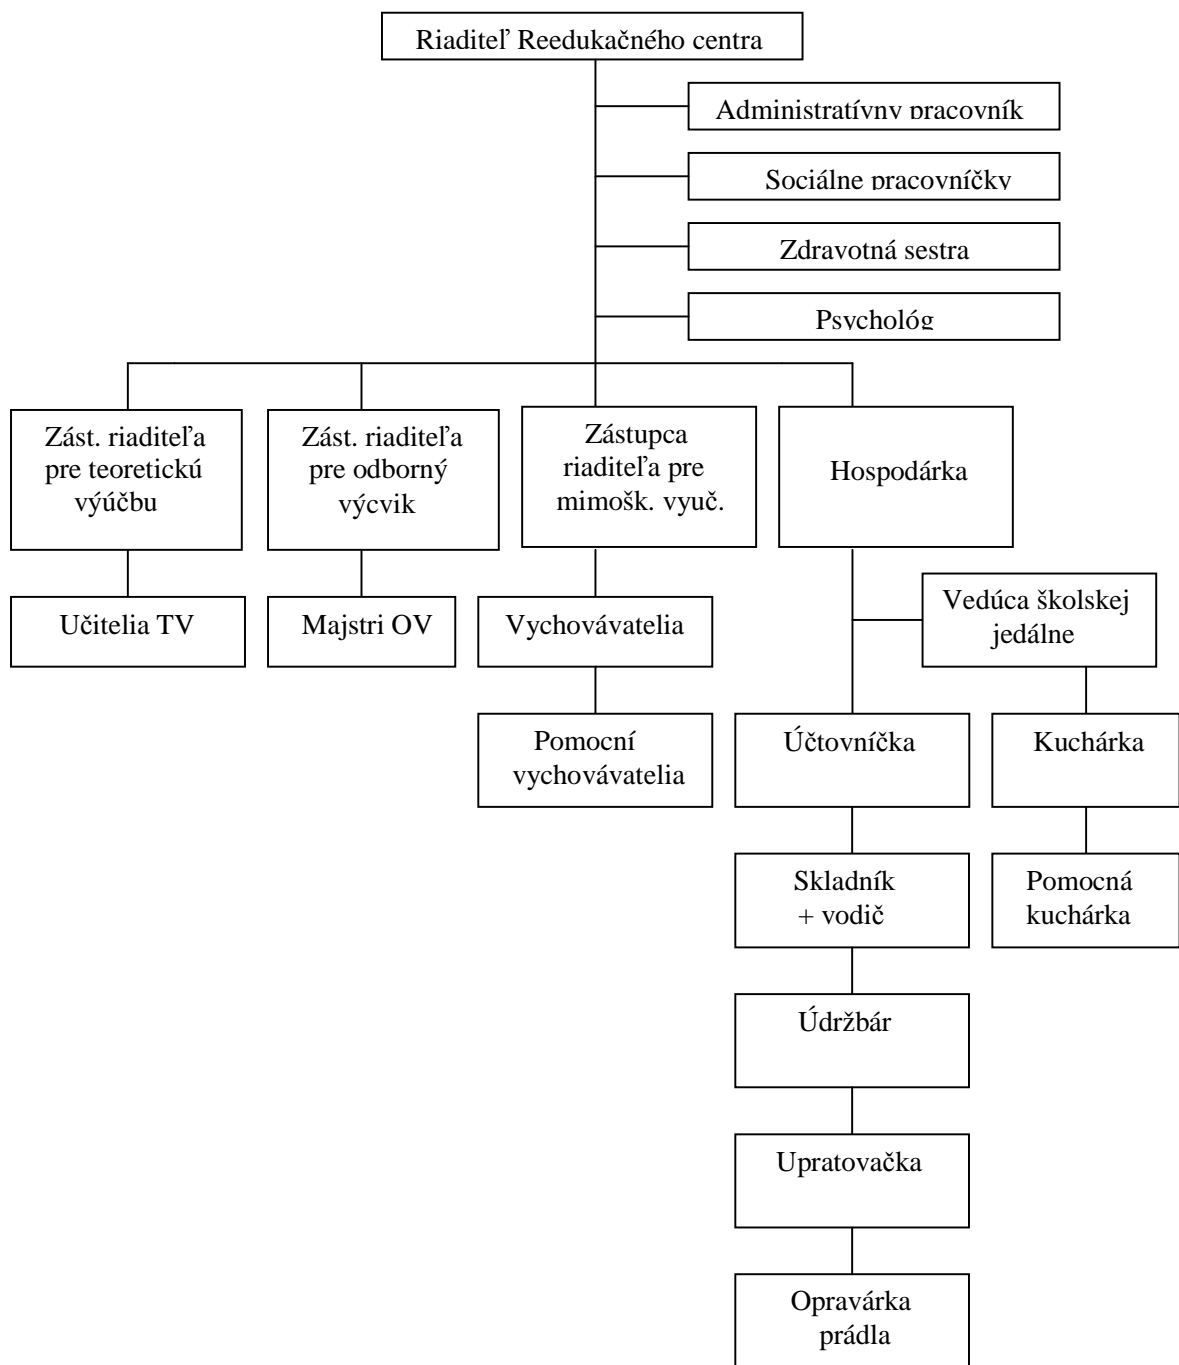 Riaditeľ Reedukačného centra
Administratívny pracovník
Sociálne pracovníčky
Zdravotná sestra
Psychológ
Zást. riaditeľa
pre teoretickú
výúčbu
Zást. riaditeľa
pre odborný
výcvik
Zástupca
riaditeľa pre
mimošk. vyuč.
Hospodárka
Učitelia TV
Majstri OV
Vychovávatelia
Vedúca školskej
jedálne
Pomocní
vychovávatelia
Účtovníčka
Kuchárka
Skladník
+ vodič
Pomocná
kuchárka
Údržbár
Upratovačka
Opravárka
prádla